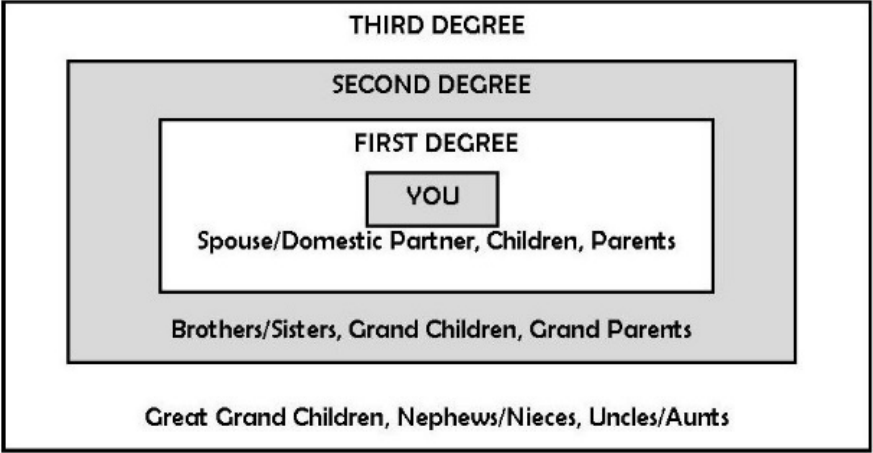 THIRD DEGREE
SECOND DEGREE
FIRST DEGREE
YOU
Spouse/Domestic Partner, Children, Parents
Brothers/Sisters, Grand Children, Grand Parents
Great Grand Children, Nephews/Nieces, Uncles/Aunts